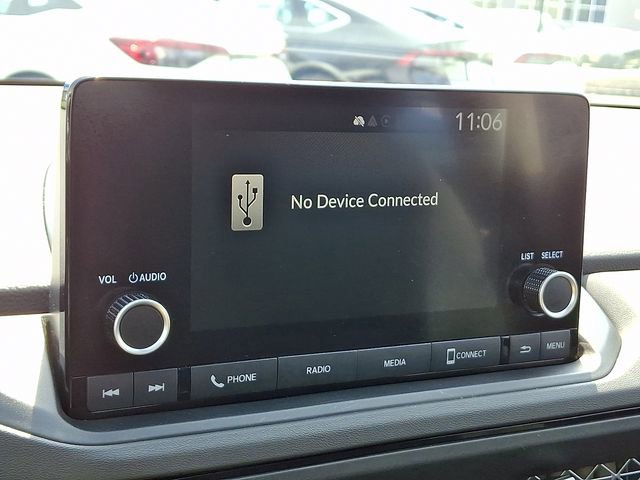 11:06
No Device Connected
VOL AUDIO
LIST SELECT
PHONE
RADIO
MEDIA
CONNECT
MENU